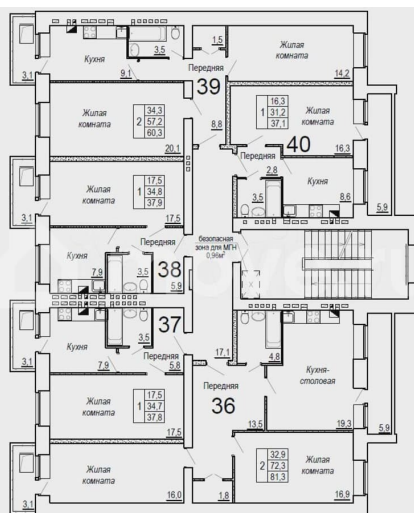 Кухня
3,5
1,5
Жилая
комната
3,1
9,1
Передняя
14,2
39
Жилая
комната
2
34,3
57,2
60,3
8,8
20,1
1
16,3
31,2
37,1
Жилая
комната
40
16,3
Передняя
Жилая
комната
1
17,5
34,8
37,9
2,8
Кухня
3,5
8,6
3,1
17,5
5,9
Передняя
безопасная
зона для МГН
0,96м²
Кухня
7,9
3,5
38
5,9
37
3,5
Кухня
3,1
7,9
Передняя
5,8
17,1
4,8
Кухня-
столовая
Передняя
36
Жилая
комната
1
17,5
34,7
37,8
17,5
13,5
19,3
5,9
Жилая
комната
2
32,9
72,3
81,3
Жилая
комната
3,1
16,0
1,8
16,9